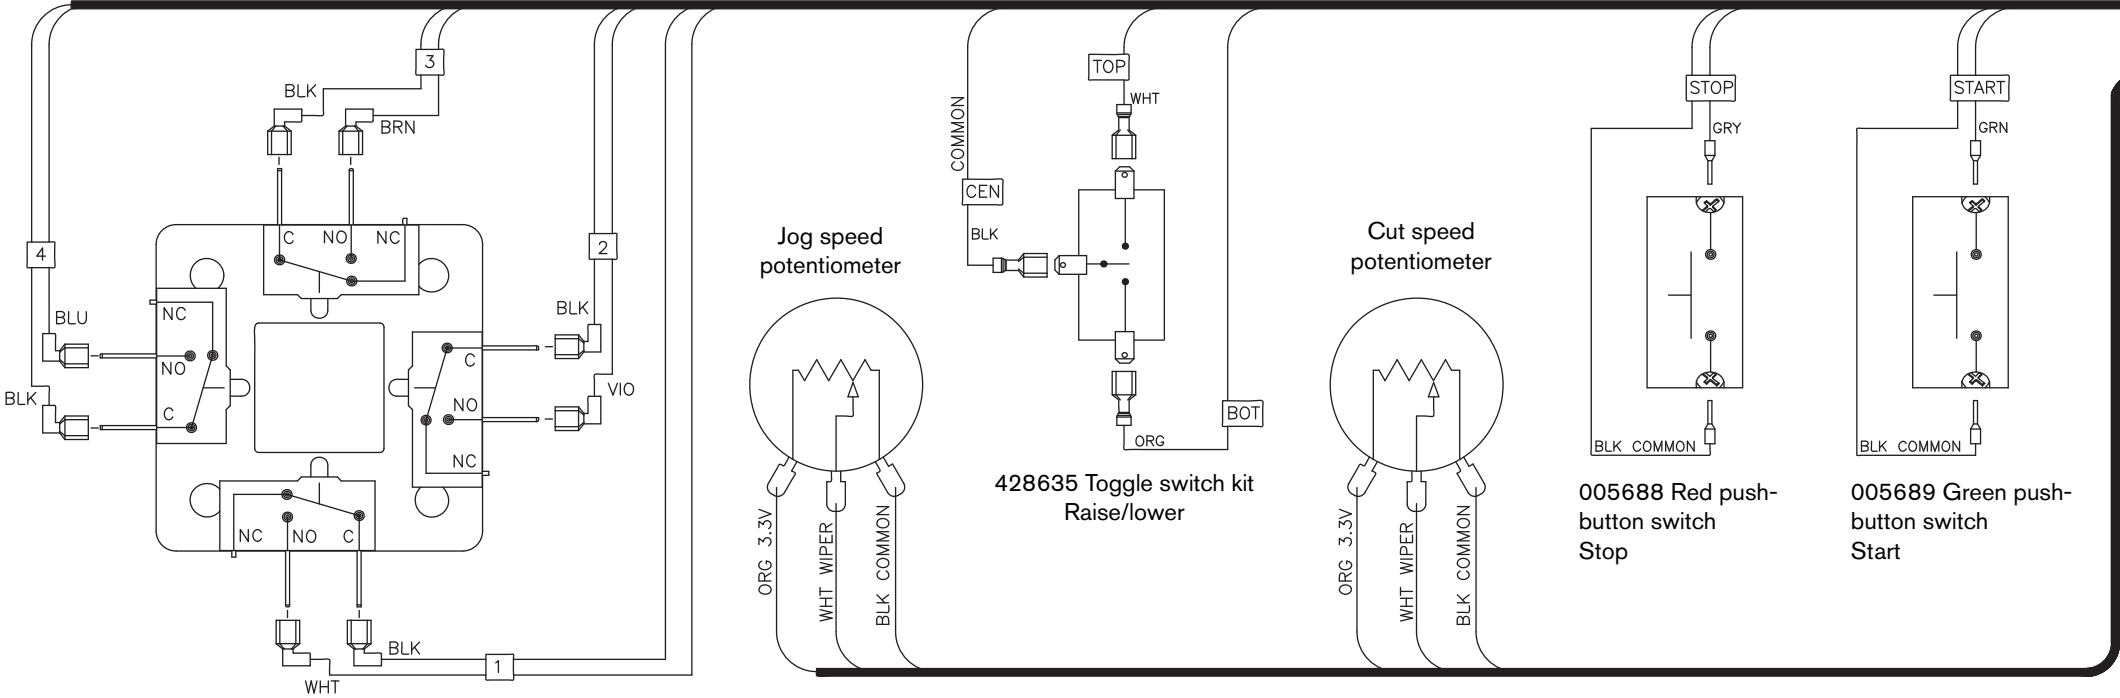 3
BLK
BRN
C
NO
NC
4
BLU
NC
NO
BLK
C
2
BLK
C
NO
VIO
NC
NC
NO
C
BLK
1
WHT
Jog speed
potentiometer
ORG 3.3V
WHT WIPER
BLK COMMON
TOP
WHT
COMMON
CEN
BLK
BOT
ORG
428635 Toggle switch kit
Raise/lower
Cut speed
potentiometer
ORG 3.3V
WHT WIPER
BLK COMMON
STOP
GRY
BLK COMMON
005688 Red push-
button switch
Stop
START
GRN
BLK COMMON
005689 Green push-
button switch
Start